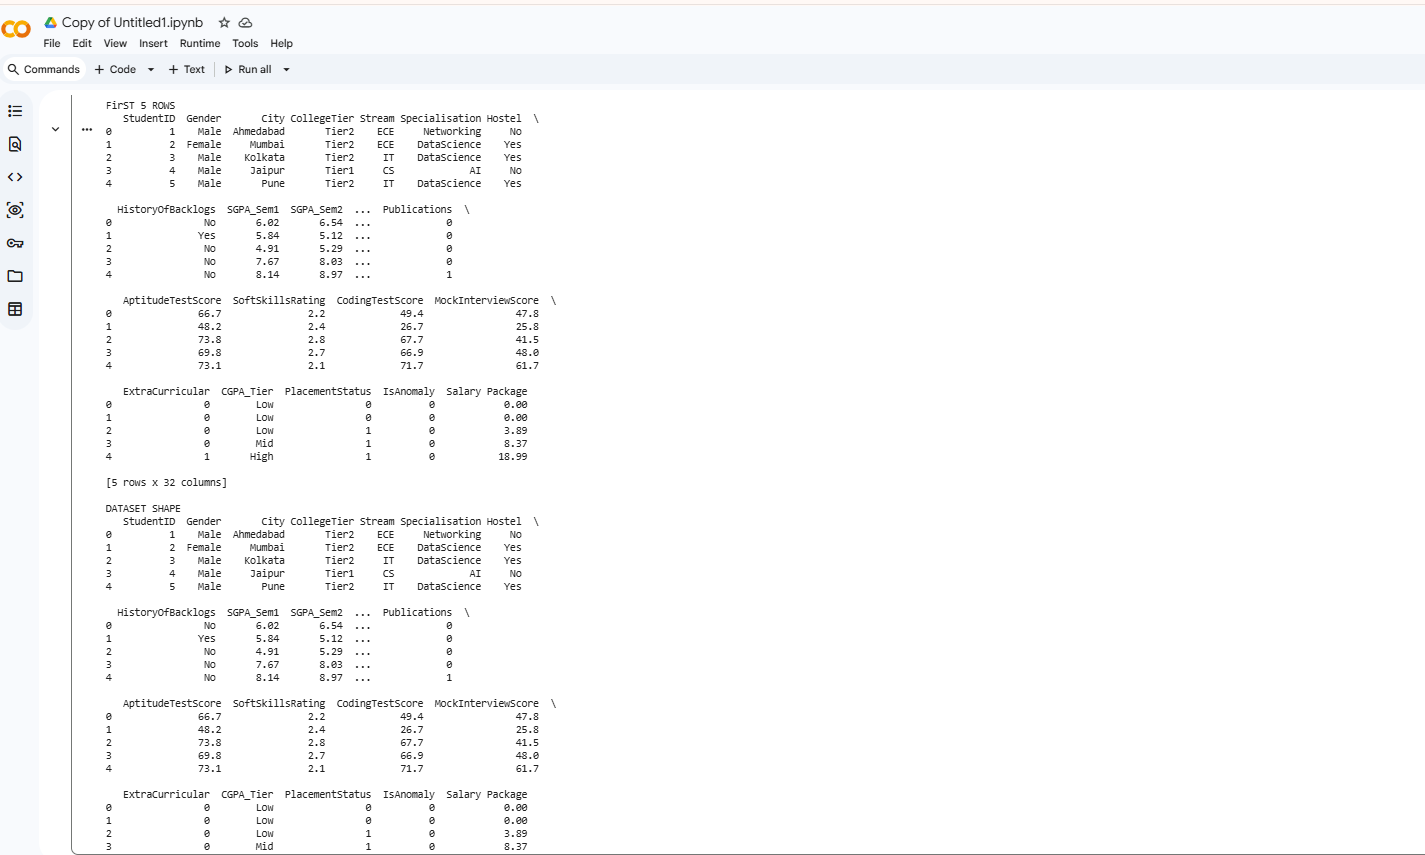 Copy of Untitled1.ipynb
File Edit View Insert Runtime Tools Help
Commands + Code + Text Run all
FirST 5 ROWS
StudentID Gender City CollegeTier Stream Specialisation Hostel \
0 1 Male Ahmedabad Tier2 ECE Networking No
1 2 Female Mumbai Tier2 ECE DataScience Yes
2 3 Male Kolkata Tier2 IT DataScience Yes
3 4 Male Jaipur Tier1 CS AI No
4 5 Male Pune Tier2 IT DataScience Yes
HistoryOfBacklogs SGPA_Sem1 SGPA_Sem2 ... Publications \
0 No 6.02 6.54 ... 0
1 Yes 5.84 5.12 ... 0
2 No 4.91 5.29 ... 0
3 No 7.67 8.03 ... 0
4 No 8.14 8.97 ... 1
AptitudeTestScore SoftSkillsRating CodingTestScore MockInterviewScore \
0 66.7 2.2 49.4 47.8
1 48.2 2.4 26.7 25.8
2 73.8 2.8 67.7 41.5
3 69.8 2.7 66.9 48.0
4 73.1 2.1 71.7 61.7
ExtraCurricular CGPA_Tier PlacementStatus IsAnomaly Salary Package
0 0 Low 0 0 0.00
1 0 Low 0 0 0.00
2 0 Low 1 0 3.89
3 0 Mid 1 0 8.37
4 1 High 1 0 18.99
[5 rows x 32 columns]
DATASET SHAPE
StudentID Gender City CollegeTier Stream Specialisation Hostel \
0 1 Male Ahmedabad Tier2 ECE Networking No
1 2 Female Mumbai Tier2 ECE DataScience Yes
2 3 Male Kolkata Tier2 IT DataScience Yes
3 4 Male Jaipur Tier1 CS AI No
4 5 Male Pune Tier2 IT DataScience Yes
HistoryOfBacklogs SGPA_Sem1 SGPA_Sem2 ... Publications \
0 No 6.02 6.54 ... 0
1 Yes 5.84 5.12 ... 0
2 No 4.91 5.29 ... 0
3 No 7.67 8.03 ... 0
4 No 8.14 8.97 ... 1
AptitudeTestScore SoftSkillsRating CodingTestScore MockInterviewScore \
0 66.7 2.2 49.4 47.8
1 48.2 2.4 26.7 25.8
2 73.8 2.8 67.7 41.5
3 69.8 2.7 66.9 48.0
4 73.1 2.1 71.7 61.7
ExtraCurricular CGPA_Tier PlacementStatus IsAnomaly Salary Package
0 0 Low 0 0 0.00
1 0 Low 0 0 0.00
2 0 Low 1 0 3.89
3 0 Mid 1 0 8.37